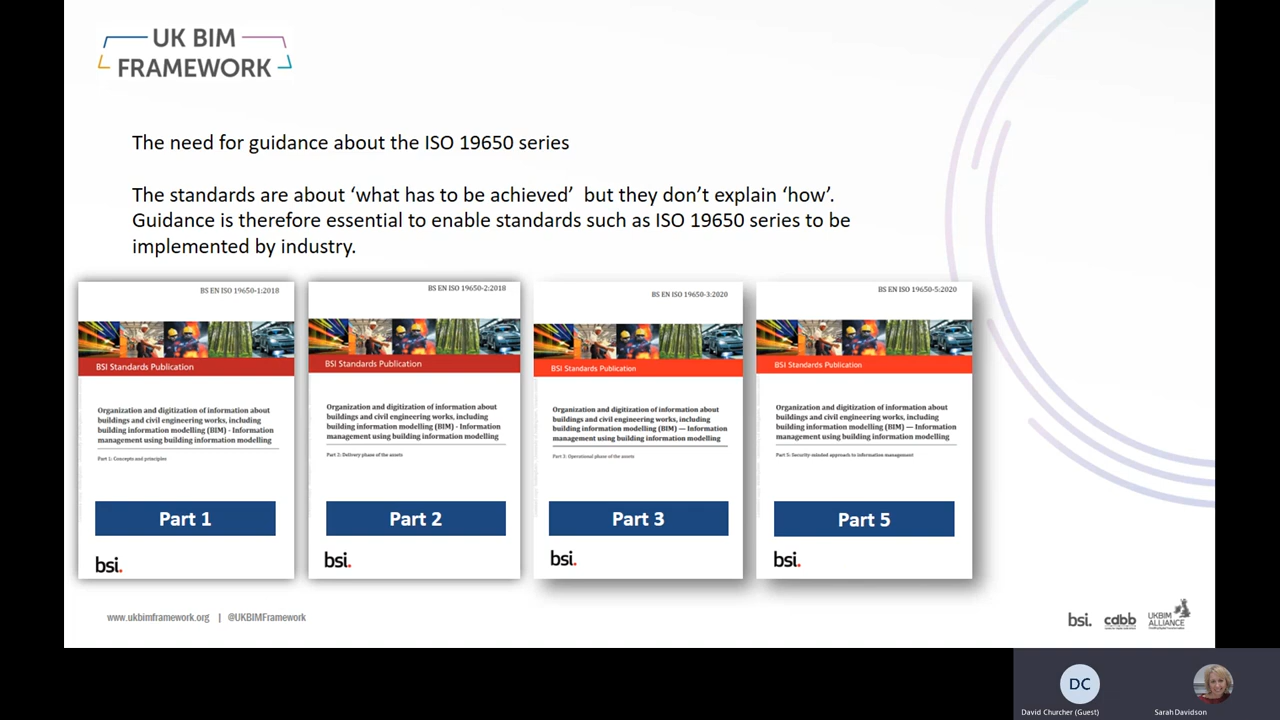 UK BIM
FRAMEWORK
The need for guidance about the ISO 19650 series
The standards are about ‘what has to be achieved’  but they don’t explain ‘how’.
Guidance is therefore essential to enable standards such as ISO 19650 series to be
implemented by industry.
BS EN ISO 19650-1:2018
BSI Standards Publication
Organization and digitization of information about
buildings and civil engineering works, including
building information modelling (BIM) - Information
management using building information modelling
Part 1: Concepts and principles
Part 1
bsi.
BS EN ISO 19650-2:2018
BSI Standards Publication
Organization and digitization of information about
buildings and civil engineering works, including
building information modelling (BIM) - Information
management using building information modelling
Part 2: Delivery phase of the assets
Part 2
bsi.
BS EN ISO 19650-3:2020
BSI Standards Publication
Organization and digitization of information about
buildings and civil engineering works, including
building information modelling (BIM) — Information
management using building information modelling
Part 3: Operational phase of the assets
Part 3
bsi.
BS EN ISO 19650-5:2020
BSI Standards Publication
Organization and digitization of information about
buildings and civil engineering works, including
building information modelling (BIM) — Information
management using building information modelling
Part 5: Security-minded approach to information management
Part 5
bsi.
www.ukbimframework.org | @UKBIMFramework
bsi.
cdbb
UKBIM
ALLIANCE
DC
David Churcher (Guest)
Sarah Davidson